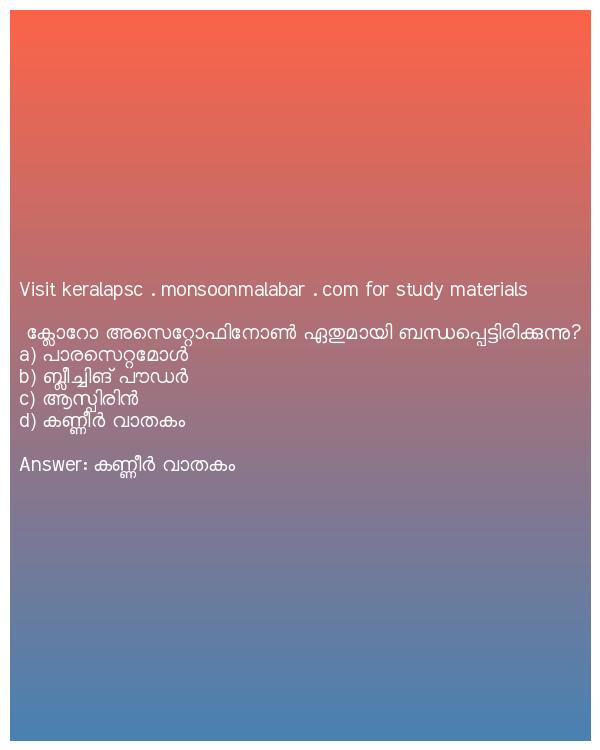 Visit keralapsc . monsoonmalabar . com for study materials
ക്ലോറോ അസെറ്റോഫിനോൺ ഏതുമായി ബന്ധപ്പെട്ടിരിക്കുന്നു?
a) പാരസെറ്റമോൾ
b) ബ്ലീച്ചിങ് പൗഡർ
c) ആസ്പിരിൻ
d) കണ്ണീർ വാതകം
Answer: കണ്ണീർ വാതകം